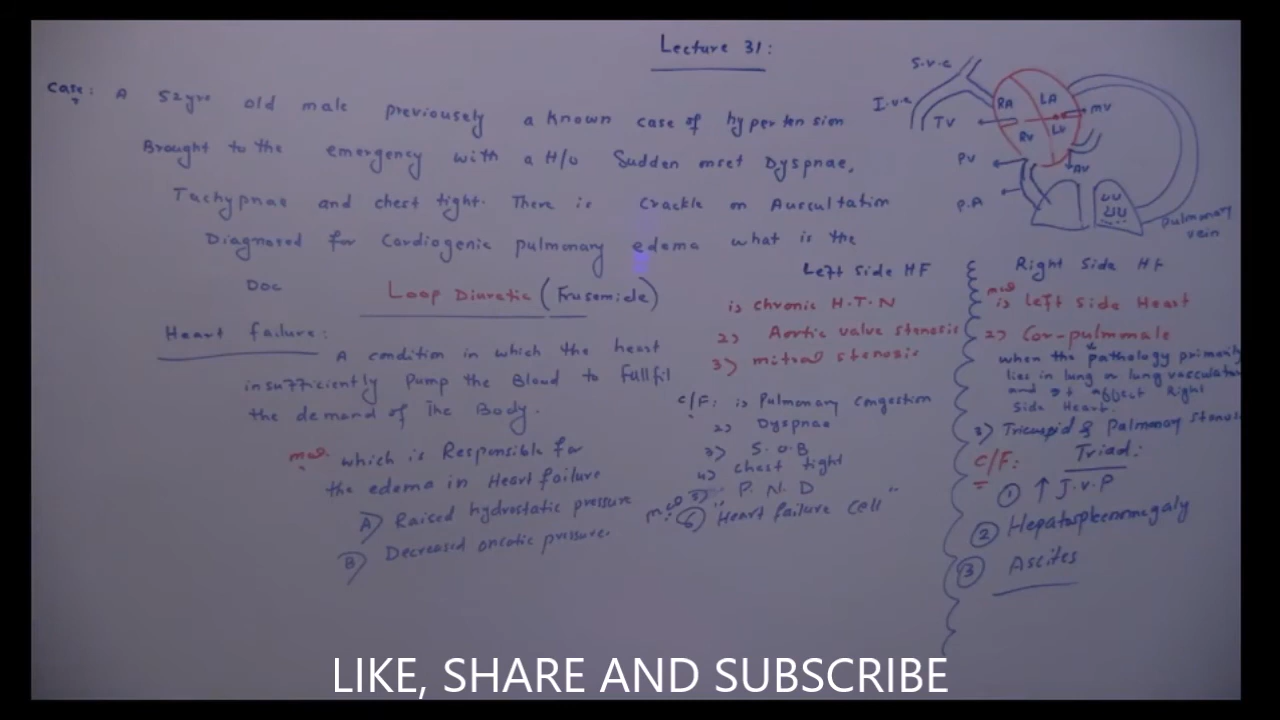 Lecture 31:
Case: A 52yrs old male previousely a known case of hypertension
Brought to the emergency with a H/o Sudden onset Dyspnae,
Tachypnae and chest tight. There is crackle on Auscultation
Diagnosed for Cardiogenic pulmonary edema what is the
DOC
Loop Diuretic (Frusemide)
Heart failure:
A condition in which the heart
insufficiently Pump the Blood to fullfil
the demand of The Body.
which is Responsible for
the edema in Heart failure
A) Raised hydrostatic pressure
B) Decreased oncotic pressure.
Left side HF
1) chronic H.T.N
2) Aortic valve stenosis
3) mitral stenosis
C/F: 1) Pulmonary congestion
2) Dyspnae
3) S.O.B
4) chest tight
5) P.N.D
6) "Heart failure cell"
S.v.c
I.v.c
RA
LA
mv
TV
RV
LV
PV
AV
P.A
pulmonary
vein
Right Side HF
1) Left Side Heart
2) Cor-pulmonale
when the pathology primarily
lies in lung or lung vasculature
and it affect Right
Side Heart.
3) Tricuspid & Pulmonary
C/F: Triad:
1 ↑ J.v.P
2 Hepatospleenomegaly
3 Ascites
LIKE, SHARE AND SUBSCRIBE